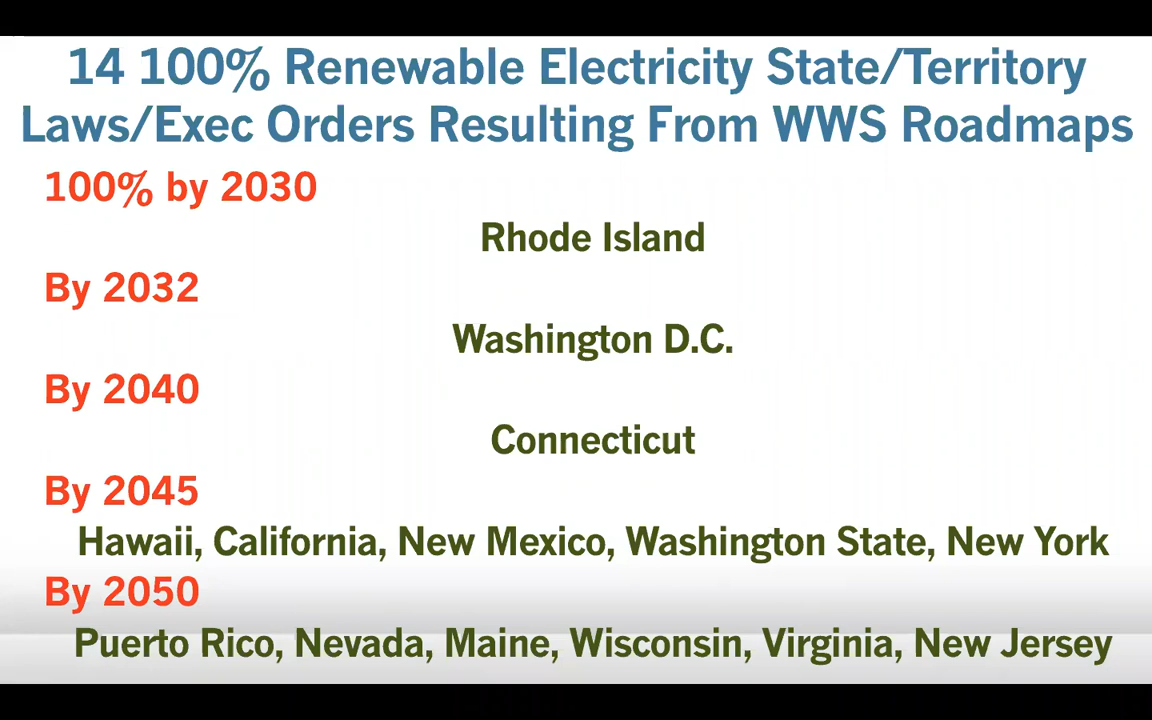 14 100% Renewable Electricity State/Territory
Laws/Exec Orders Resulting From WWS Roadmaps
100% by 2030
Rhode Island
By 2032
Washington D.C.
By 2040
Connecticut
By 2045
Hawaii, California, New Mexico, Washington State, New York
By 2050
Puerto Rico, Nevada, Maine, Wisconsin, Virginia, New Jersey